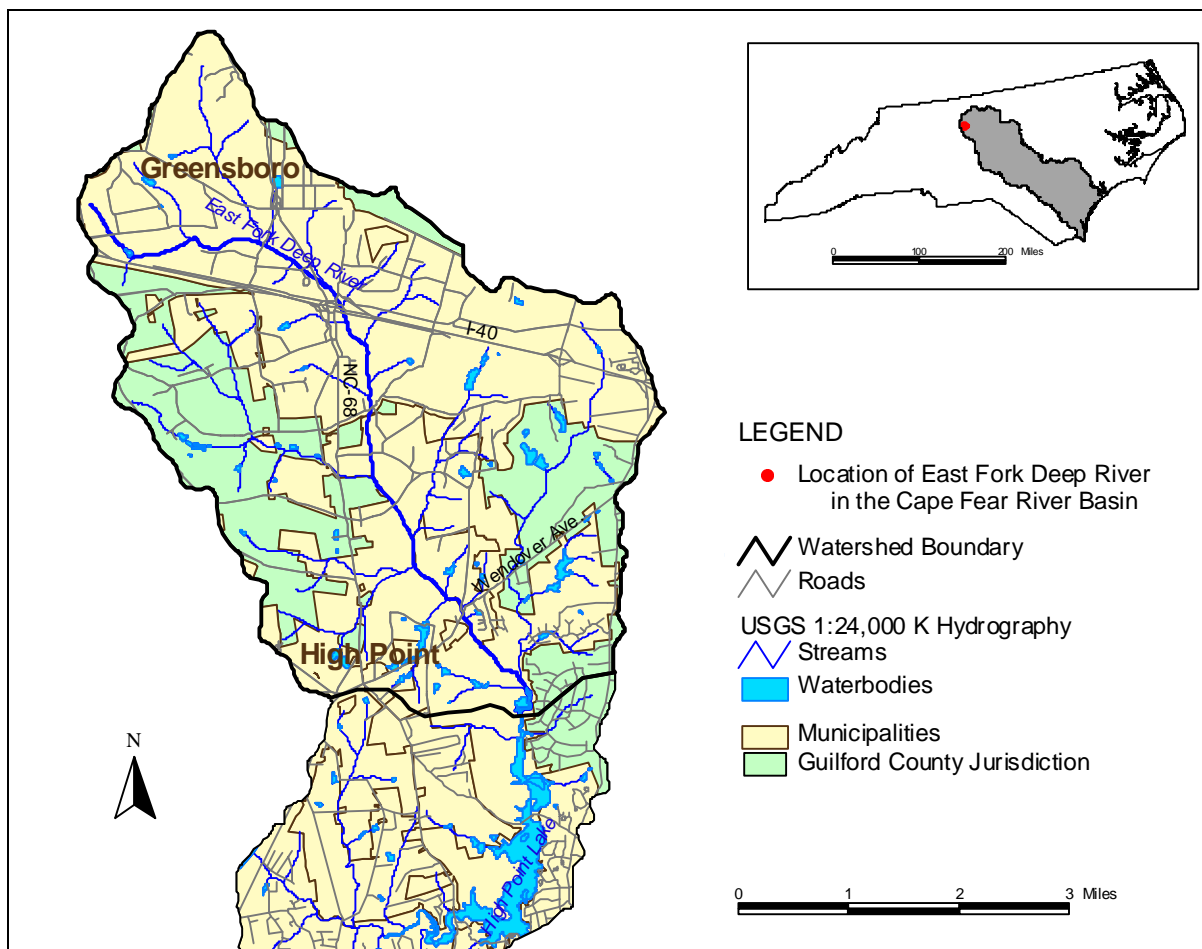 Greensboro
East Fork Deep River
I-40
NC-68
Wendover Ave
High Point
High Point Lake
N
0 100 200 Miles
LEGEND
Location of East Fork Deep River
in the Cape Fear River Basin
Watershed Boundary
Roads
USGS 1:24,000 K Hydrography
Streams
Waterbodies
Municipalities
Guilford County Jurisdiction
0 1 2 3 Miles